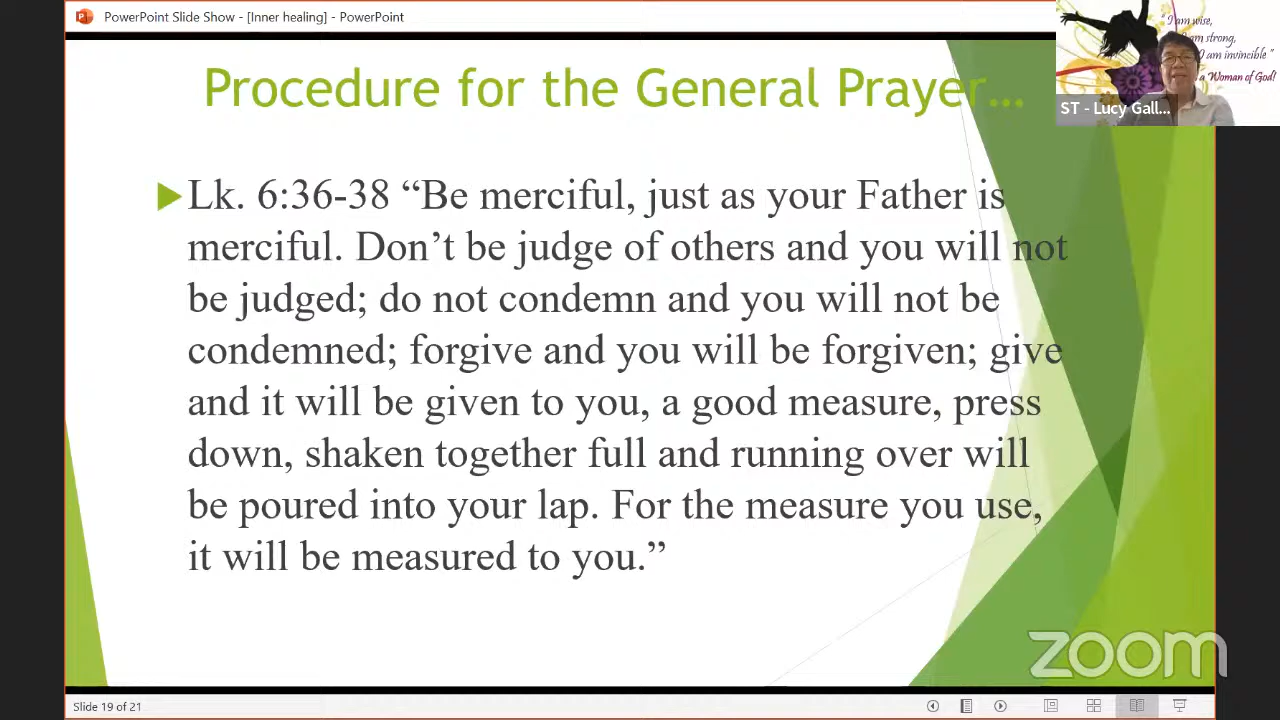 PowerPoint Slide Show - [Inner healing] - PowerPoint
"I am wise,
am strong,
I am invincible"
a Woman of God!
ST - Lucy Gall...
Procedure for the General Prayer...
Lk. 6:36-38 “Be merciful, just as your Father is
merciful. Don’t be judge of others and you will not
be judged; do not condemn and you will not be
condemned; forgive and you will be forgiven; give
and it will be given to you, a good measure, press
down, shaken together full and running over will
be poured into your lap. For the measure you use,
it will be measured to you.”
zoom
Slide 19 of 21